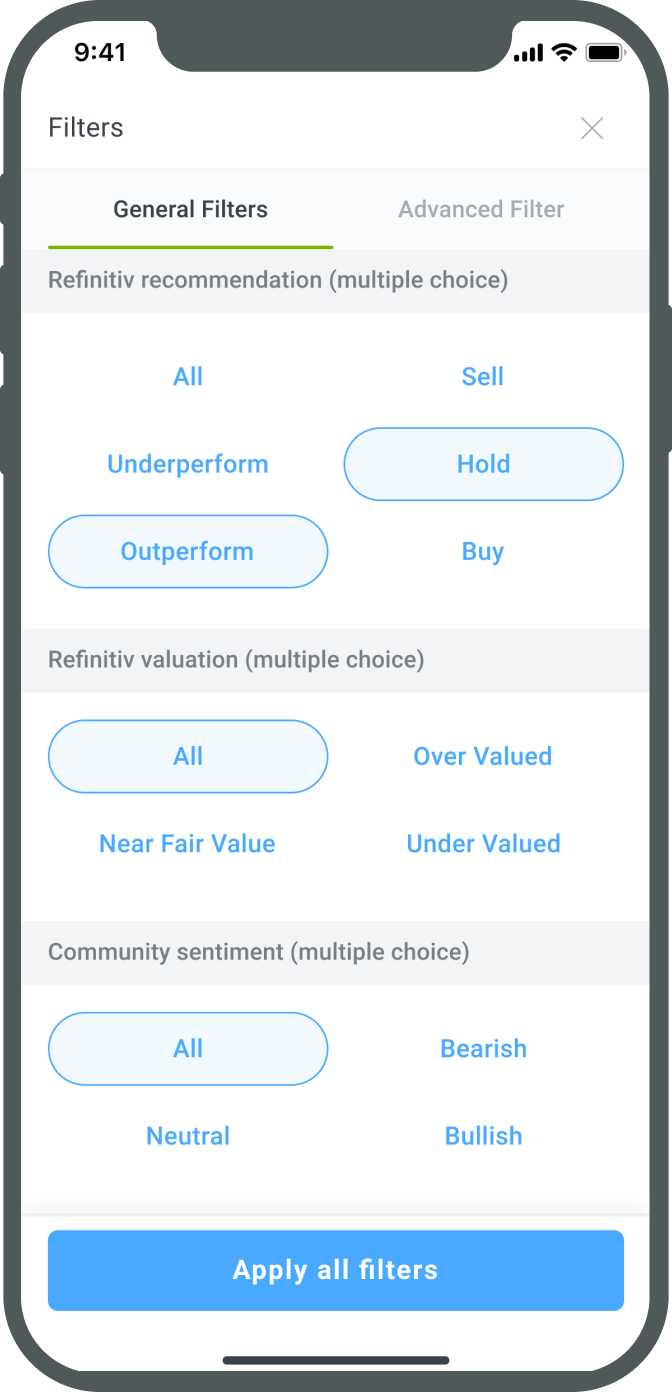 9:41
Filters
General Filters Advanced Filter
Refinitiv recommendation (multiple choice)
All Sell
Underperform Hold
Outperform Buy
Refinitiv valuation (multiple choice)
All Over Valued
Near Fair Value Under Valued
Community sentiment (multiple choice)
All Bearish
Neutral Bullish
Apply all filters